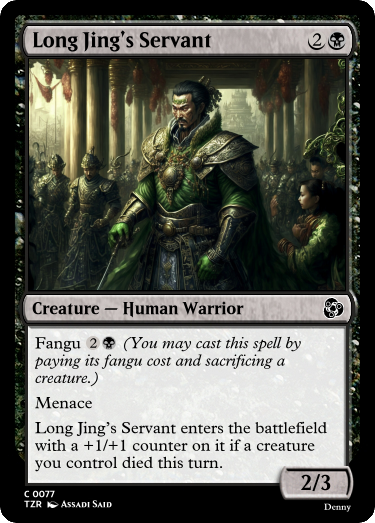 Long Jing's Servant 2
Creature — Human Warrior
Fangu 2 (You may cast this spell by
paying its fangu cost and sacrificing a
creature.)
Menace
Long Jing's Servant enters the battlefield
with a +1/+1 counter on it if a creature
you control died this turn.
2/3
C 0077
TZR Assadi Said
Denny